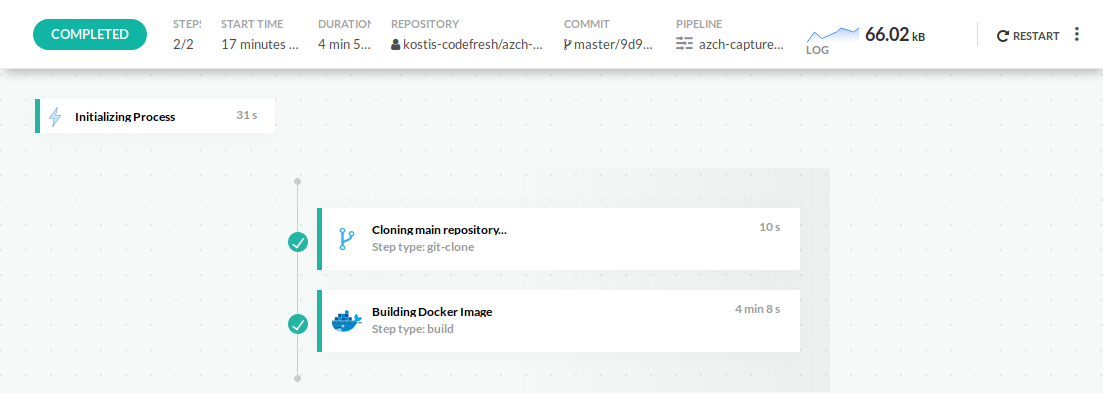 COMPLETED
STEPS
2/2
START TIME
17 minutes ...
DURATION
4 min 5...
REPOSITORY
kostis-codefresh/azch-...
COMMIT
master/9d9...
PIPELINE
azch-capture...
LOG
66.02 kB
RESTART
Initializing Process
31 s
Cloning main repository...
10 s
Step type: git-clone
Building Docker Image
4 min 8 s
Step type: build